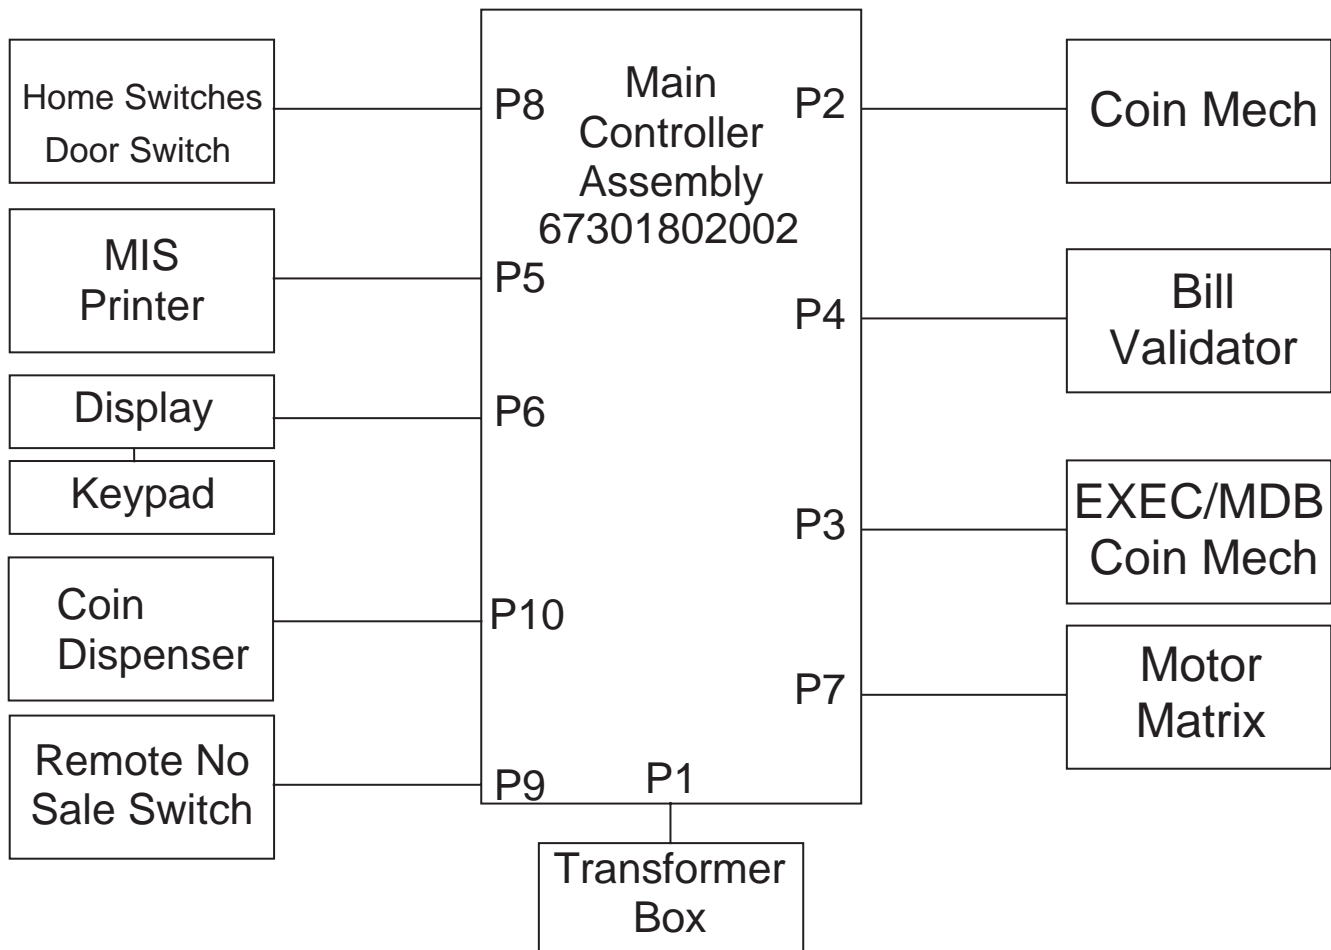 Home Switches
Door Switch
MIS
Printer
Display
Keypad
Coin
Dispenser
Remote No
Sale Switch
P8
P5
P6
P10
P9
Main
Controller
Assembly
67301802002
P2
P4
P3
P7
P1
Coin Mech
Bill
Validator
EXEC/MDB
Coin Mech
Motor
Matrix
Transformer
Box